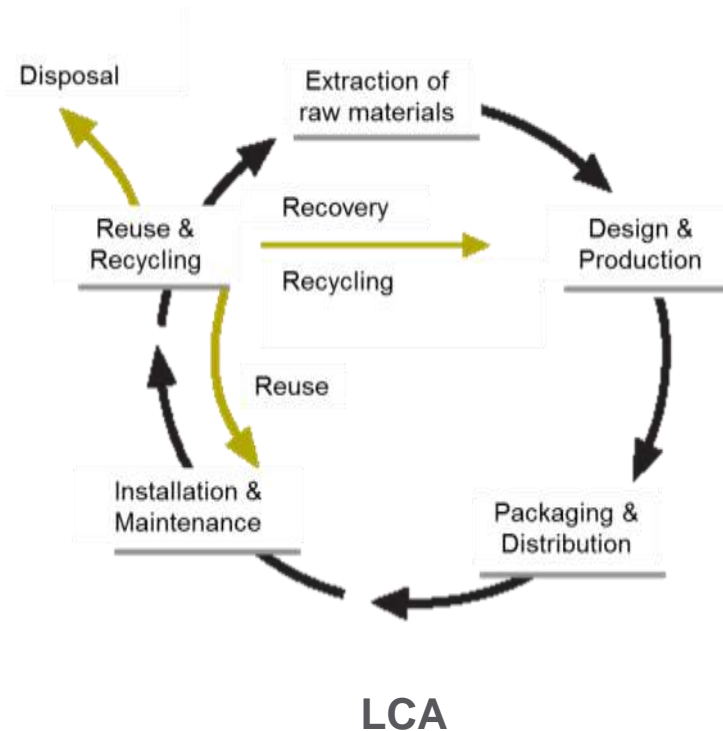 Disposal
Extraction of
raw materials
Reuse &
Recycling
Recovery
Recycling
Design &
Production
Reuse
Installation &
Maintenance
Packaging &
Distribution
LCA